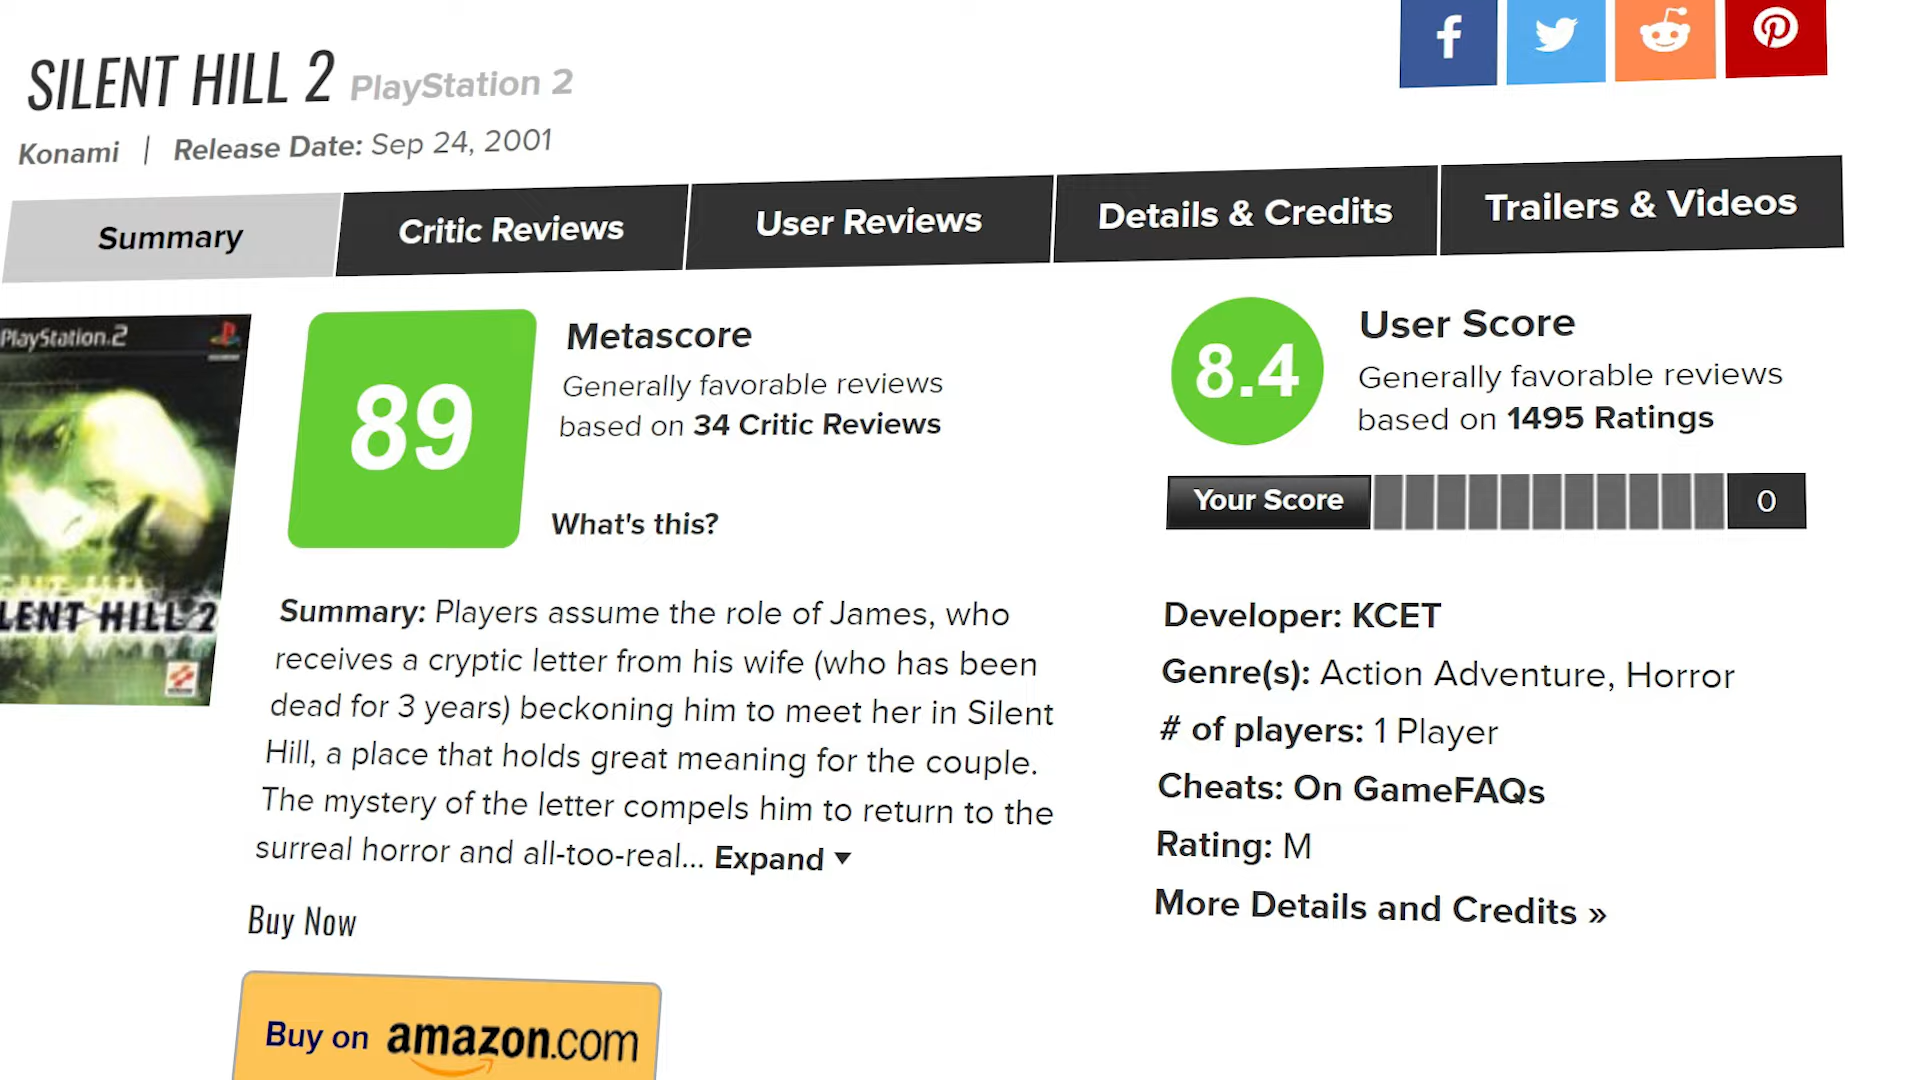 SILENT HILL 2 PlayStation 2
Konami | Release Date: Sep 24, 2001
Summary
Critic Reviews
User Reviews
Details & Credits
Trailers & Videos
PlayStation.2
LENT HILL 2
89
Metascore
Generally favorable reviews
based on 34 Critic Reviews
What's this?
8.4
User Score
Generally favorable reviews
based on 1495 Ratings
Your Score
0
Summary: Players assume the role of James, who
receives a cryptic letter from his wife (who has been
dead for 3 years) beckoning him to meet her in Silent
Hill, a place that holds great meaning for the couple.
The mystery of the letter compels him to return to the
surreal horror and all-too-real... Expand ▼
Developer: KCET
Genre(s): Action Adventure, Horror
# of players: 1 Player
Cheats: On GameFAQs
Rating: M
More Details and Credits »
Buy Now
Buy on amazon.com